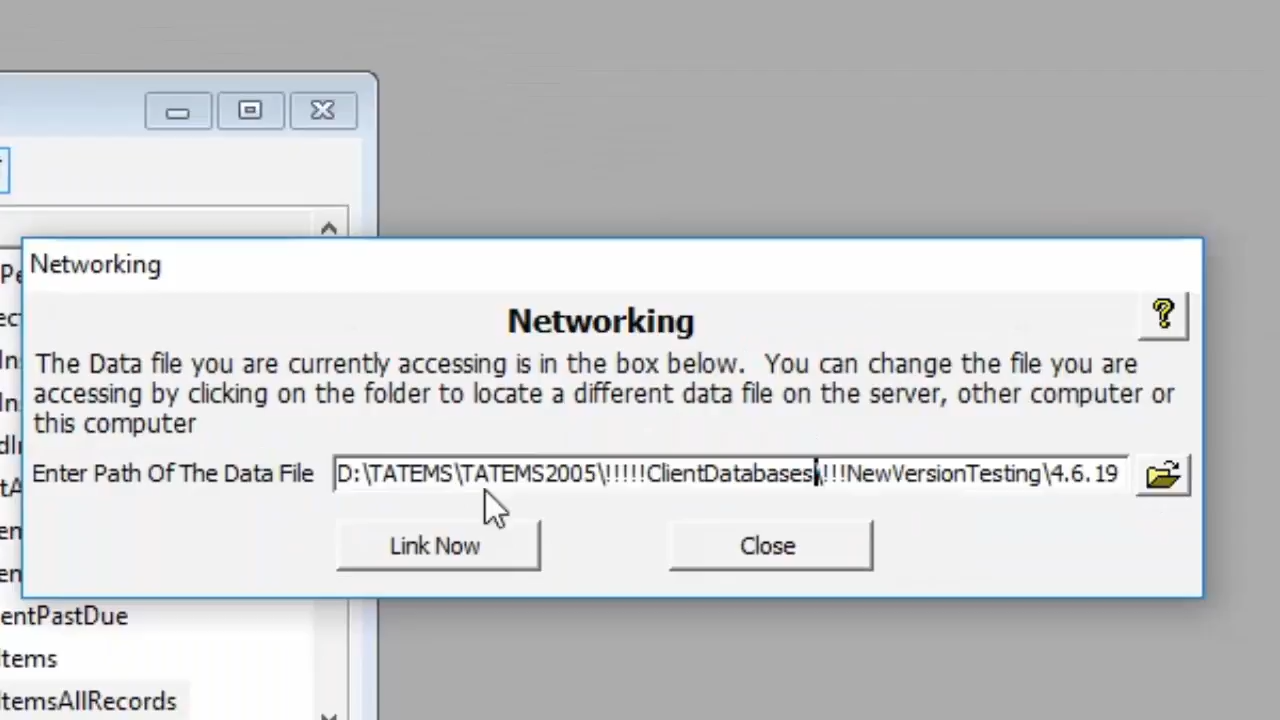 Networking
Networking
The Data file you are currently accessing is in the box below. You can change the file you are
accessing by clicking on the folder to locate a different data file on the server, other computer or
this computer
Enter Path Of The Data File D:\TATEMS\TATEMS2005\!!!!!ClientDatabases\!!!NewVersionTesting\4.6.19
Link Now Close
entPastDue
Items
ItemsAllRecords